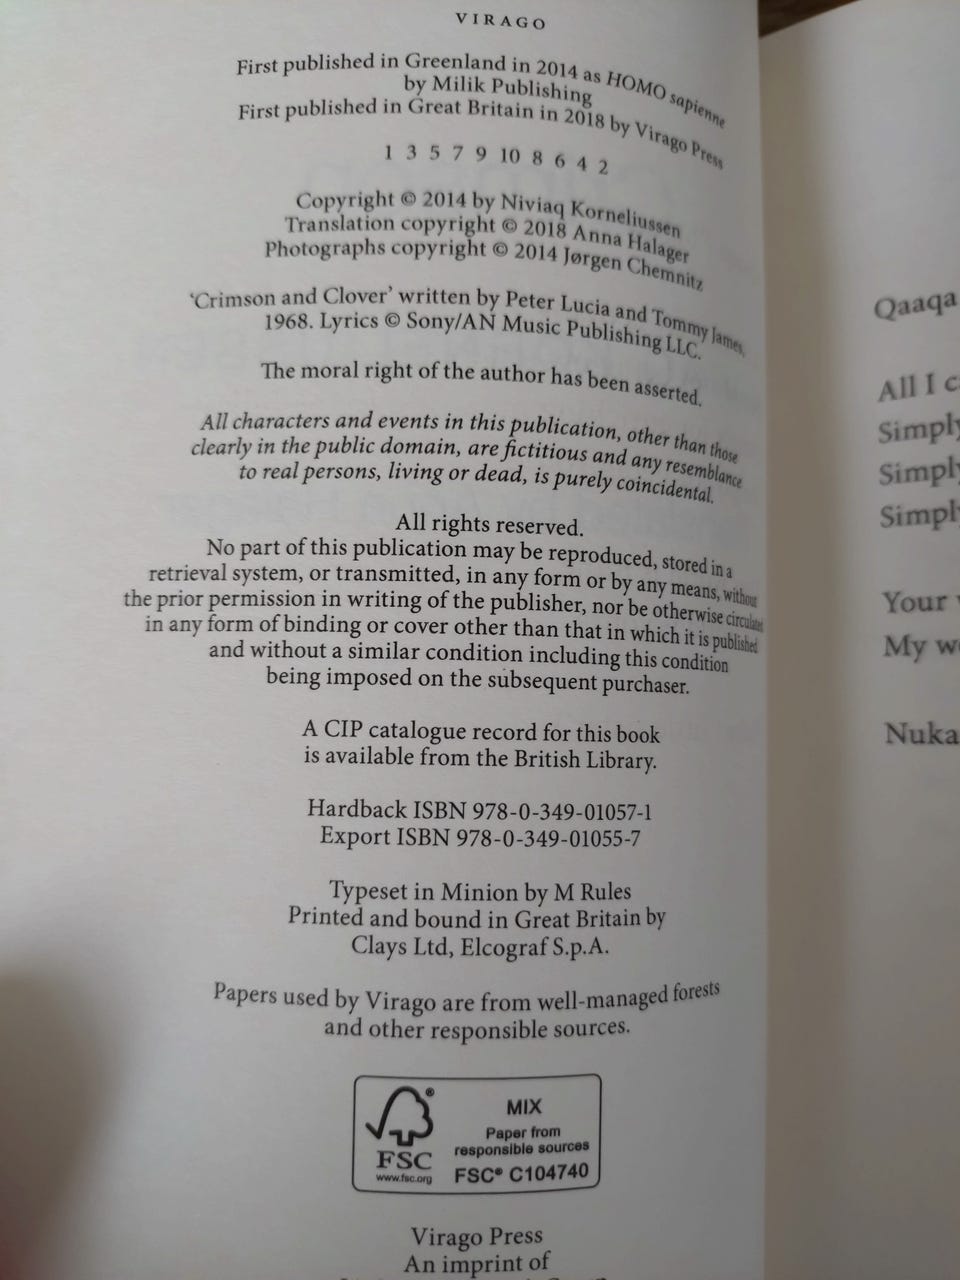 VIRAGO
First published in Greenland in 2014 as HOMO sapienne
by Milik Publishing
First published in Great Britain in 2018 by Virago Press
1 3 5 7 9 10 8 6 4 2
Copyright © 2014 by Niviaq Korneliussen
Translation copyright © 2018 Anna Halager
Photographs copyright © 2014 Jørgen Chemnitz
‘Crimson and Clover’ written by Peter Lucia and Tommy James,
1968. Lyrics © Sony/AN Music Publishing LLC.
The moral right of the author has been asserted.
All characters and events in this publication, other than those
clearly in the public domain, are fictitious and any resemblance
to real persons, living or dead, is purely coincidental.
All rights reserved.
No part of this publication may be reproduced, stored in a
retrieval system, or transmitted, in any form or by any means, without
the prior permission in writing of the publisher, nor be otherwise circulated
in any form of binding or cover other than that in which it is published
and without a similar condition including this condition
being imposed on the subsequent purchaser.
A CIP catalogue record for this book
is available from the British Library.
Hardback ISBN 978-0-349-01057-1
Export ISBN 978-0-349-01055-7
Typeset in Minion by M Rules
Printed and bound in Great Britain by
Clays Ltd, Elcograf S.p.A.
Papers used by Virago are from well-managed forests
and other responsible sources.
MIX
Paper from
responsible sources
FSC® C104740
FSC
www.fsc.org
Virago Press
An imprint of
Qaaqa
All I
Simply
Simply
Simply
Your
My
Nuka